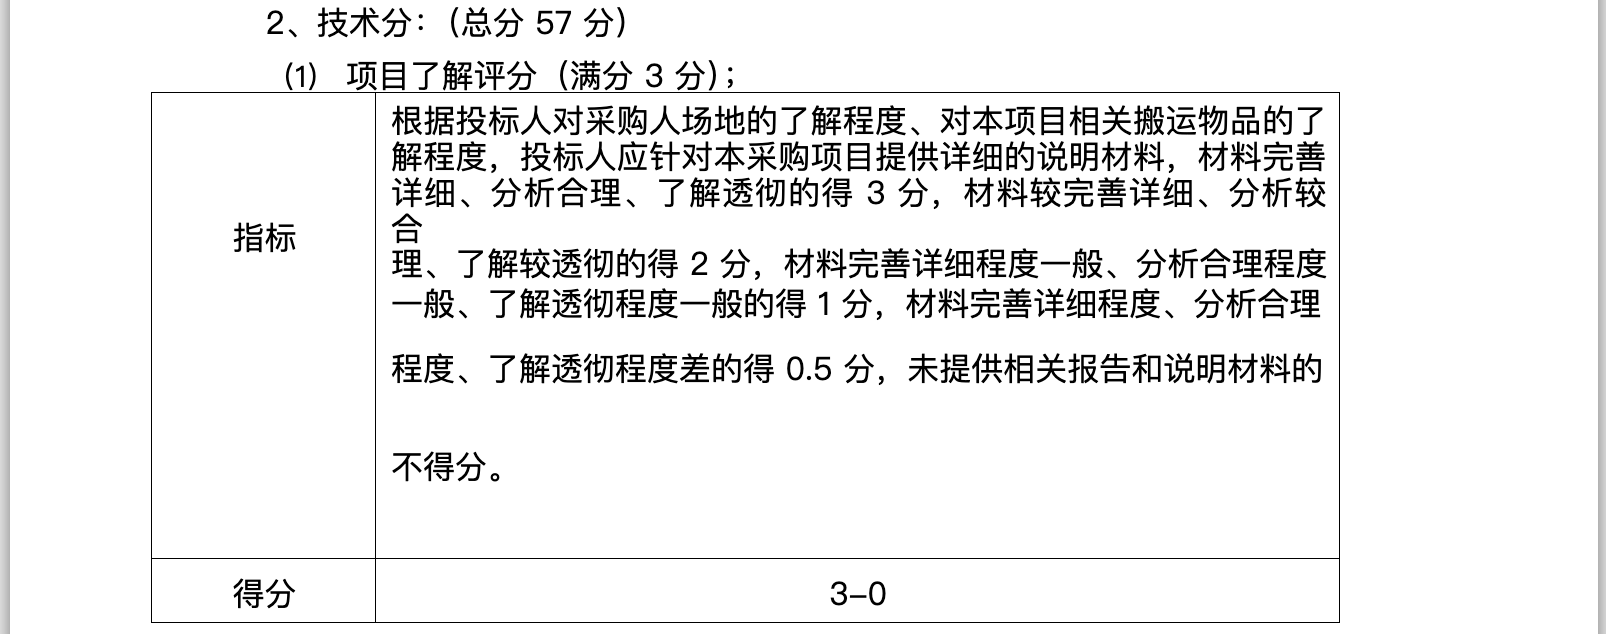 2、技术分：（总分 57 分）
(1) 项目了解评分（满分 3 分）；
指标
根据投标人对采购人场地的了解程度、对本项目相关搬运物品的了
解程度，投标人应针对本采购项目提供详细的说明材料，材料完善
详细、分析合理、了解透彻的得 3 分，材料较完善详细、分析较
合
理、了解较透彻的得 2 分，材料完善详细程度一般、分析合理程度
一般、了解透彻程度一般的得 1 分，材料完善详细程度、分析合理
程度、了解透彻程度差的得 0.5 分，未提供相关报告和说明材料的
不得分。
得分
3–0